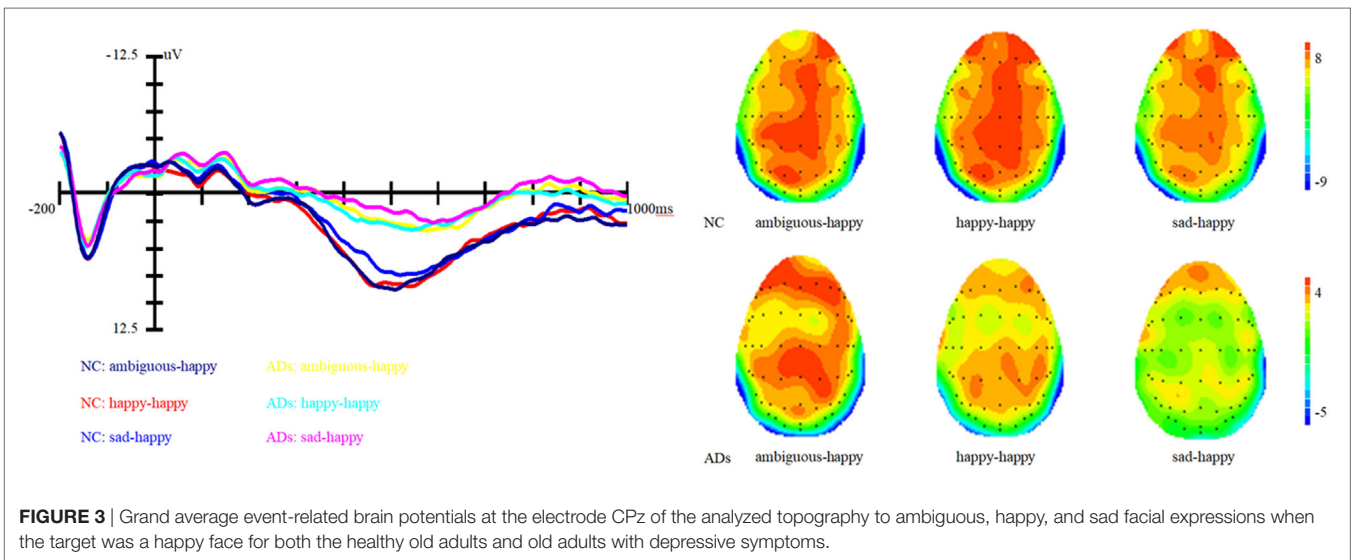 -12.5
uV
-200
1000ms
12.5
NC: ambiguous-happy
ADs: ambiguous-happy
NC: happy-happy
ADs: happy-happy
NC: sad-happy
ADs: sad-happy
8
-9
NC
ambiguous-happy
happy-happy
sad-happy
4
-5
ADs
ambiguous-happy
happy-happy
sad-happy
FIGURE 3 | Grand average event-related brain potentials at the electrode CPz of the analyzed topography to ambiguous, happy, and sad facial expressions when
the target was a happy face for both the healthy old adults and old adults with depressive symptoms.